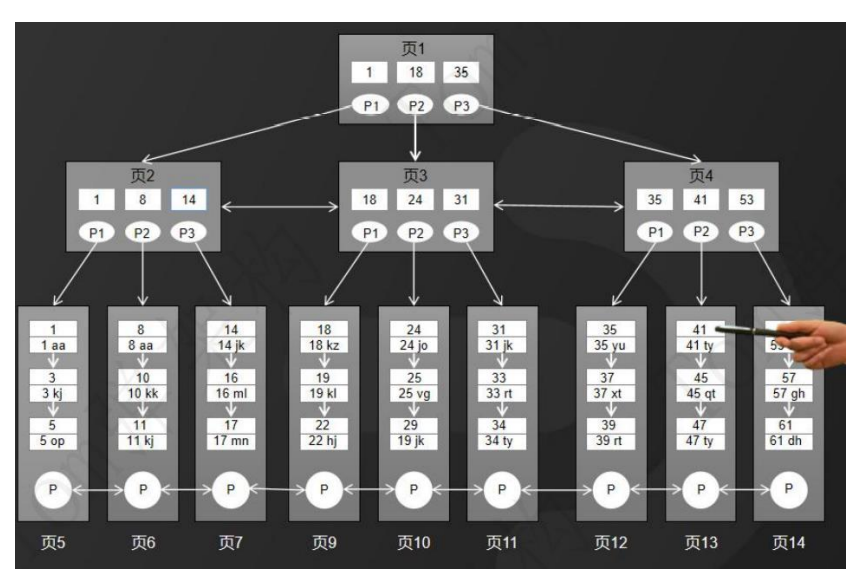 页1
1 18 35
P1 P2 P3
页2
1 8 14
P1 P2 P3
页3
18 24 31
P1 P2 P3
页4
35 41 53
P1 P2 P3
1
1 aa
3
3 kj
5
5 op
P
页5
8
8 aa
10
10 kk
11
11 kj
P
页6
14
14 jk
16
16 ml
17
17 mn
P
页7
18
18 kz
19
19 kl
22
22 hj
P
页9
24
24 jo
25
25 vg
29
19 jk
P
页10
31
31 jk
33
33 rt
34
34 ty
P
页11
35
35 yu
37
37 xt
39
39 rt
P
页12
41
41 ty
45
45 qt
47
47 ty
P
页13
57
57 gh
61
61 dh
P
页14